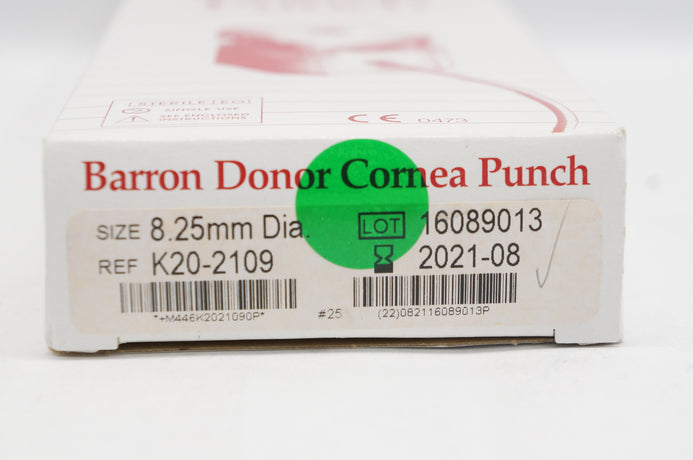 STERILE EO
SINGLE USE
SEE ENCLOSED
INSTRUCTIONS
CE 0473
Barron Donor Cornea Punch
SIZE 8.25mm Dia. LOT 16089013
REF K20-2109 2021-08
*+M446K2021090P* #25 (22)082116089013P